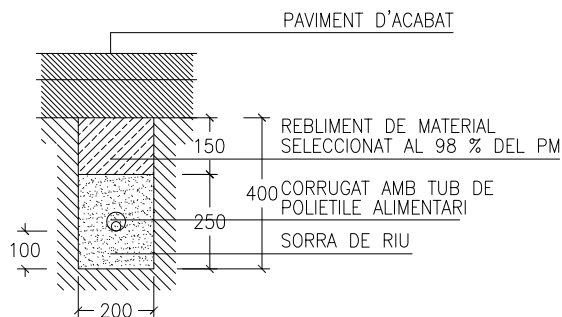 PAVIMENT D'ACABAT
REBLIMENT DE MATERIAL
SELECCIONAT AL 98 % DEL PM
150
400
CORRUGAT AMB TUB DE
POLIETILE ALIMENTARI
250
SORRA DE RIU
100
200